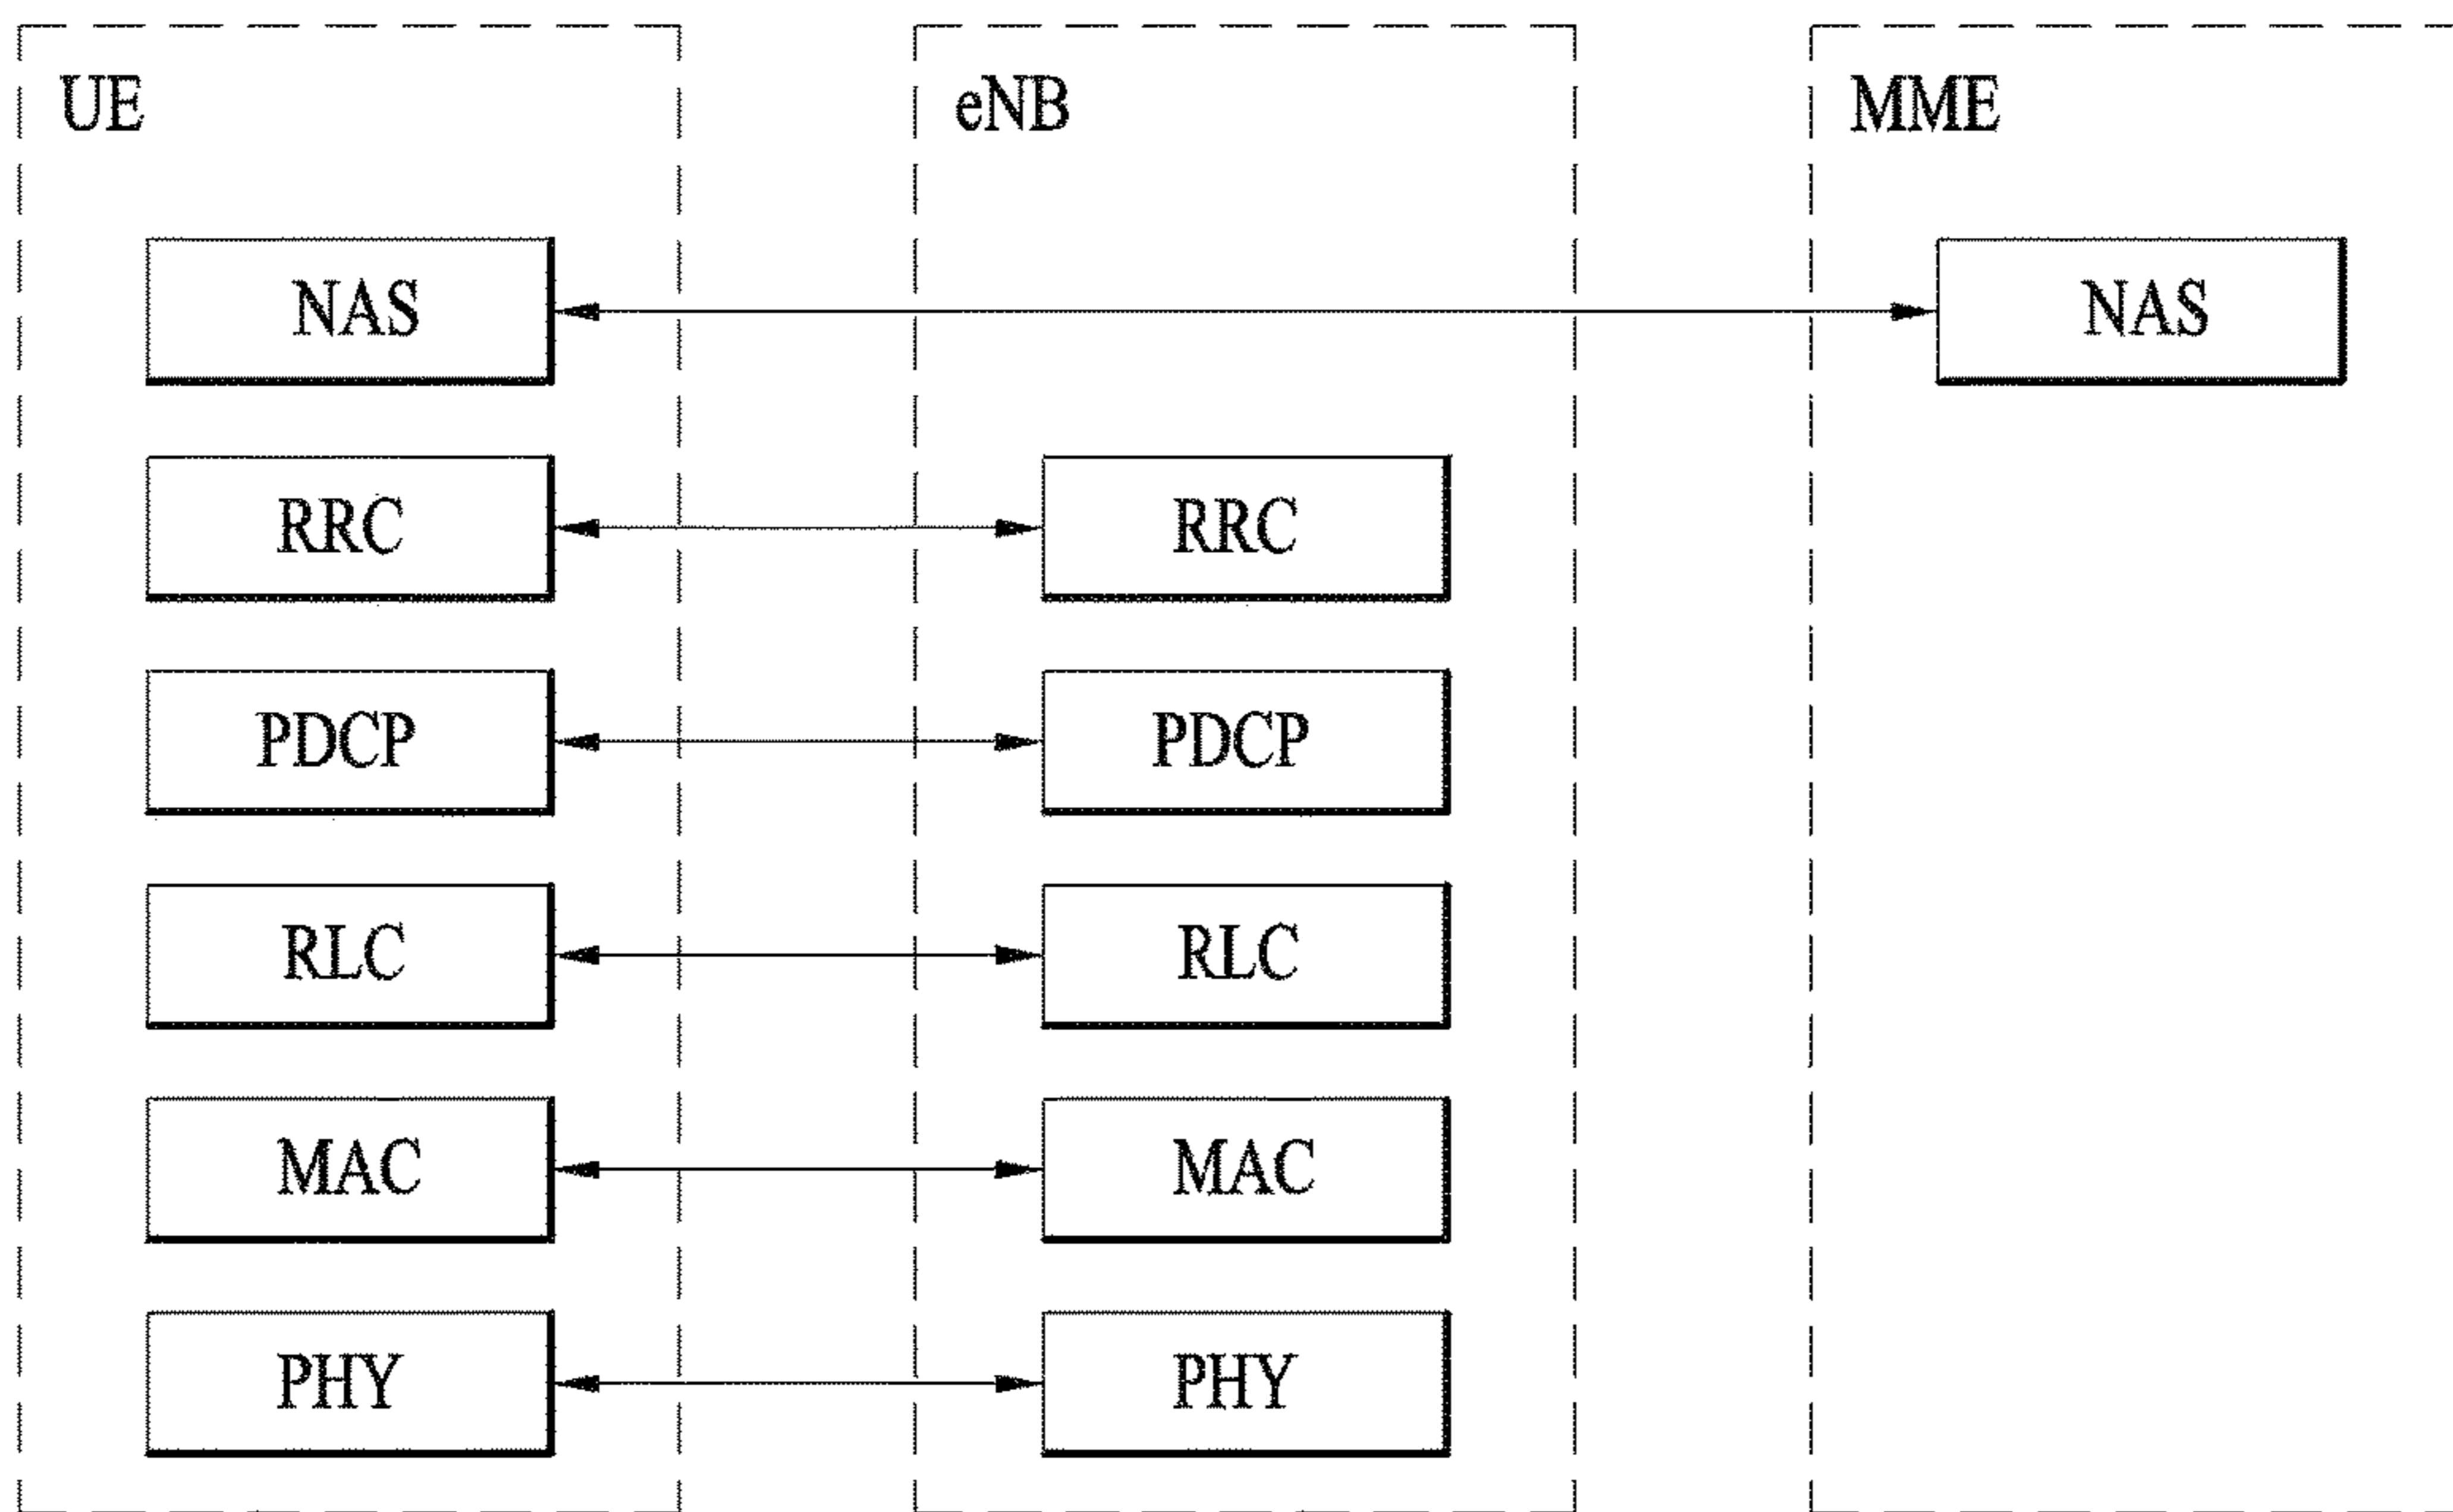 UE eNB MME
NAS NAS
RRC RRC
PDCP PDCP
RLC RLC
MAC MAC
PHY PHY